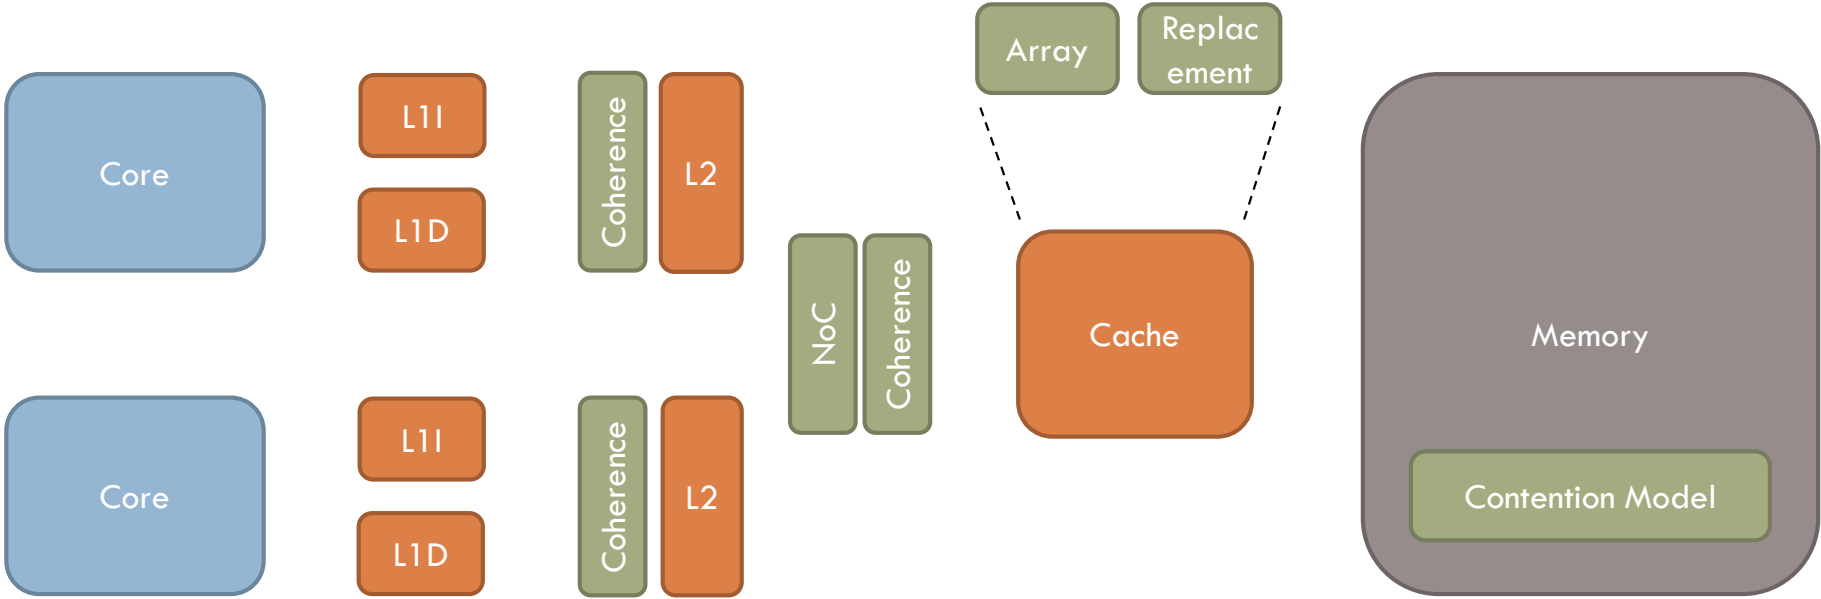 Array
Replac
ement
Core
L1I
L1D
Coherence
L2
NoC
Coherence
Cache
Memory
Core
L1I
L1D
Coherence
L2
Contention Model